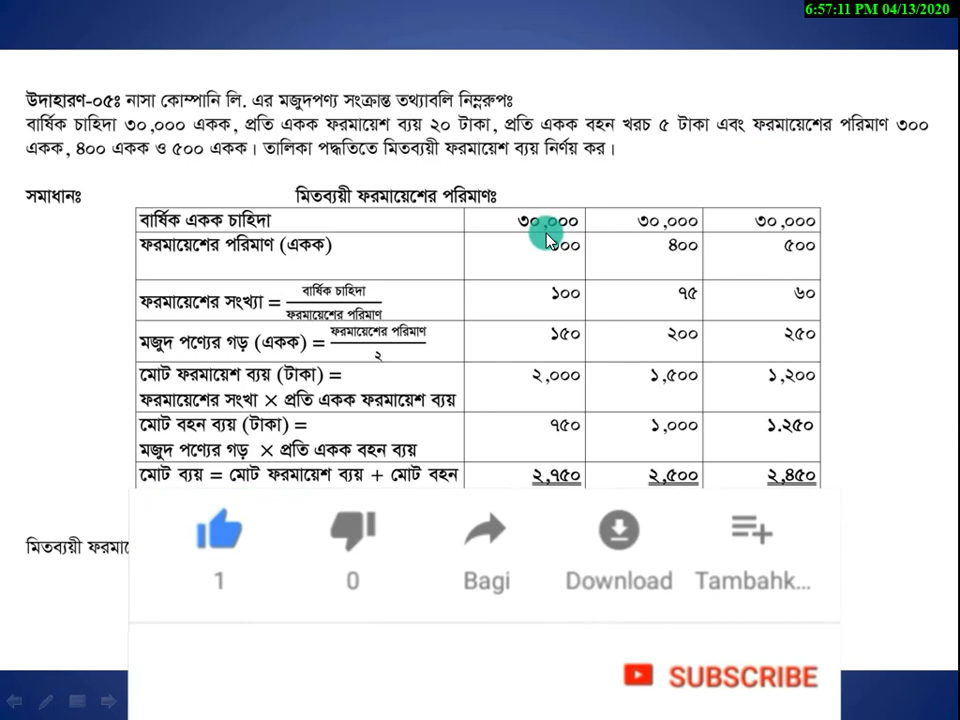 6:57:11 PM 04/13/2020
উদাহারণ-০৫ঃ নাসা কোম্পানি লি. এর মজুদপণ্য সংক্রান্ত তথ্যাবলি নিম্নরুপঃ
বার্ষিক চাহিদা ৩০,০০০ একক, প্রতি একক ফরমায়েশ ব্যয় ২০ টাকা, প্রতি একক বহন খরচ ৫ টাকা এবং ফরমায়েশের পরিমাণ ৩০০
একক, ৪০০ একক ও ৫০০ একক। তালিকা পদ্ধতিতে মিতব্যয়ী ফরমায়েশ ব্যয় নির্ণয় কর।
সমাধানঃ মিতব্যয়ী ফরমায়েশের পরিমাণঃ
বার্ষিক একক চাহিদা ৩০,০০০ ৩০,০০০ ৩০,০০০
ফরমায়েশের পরিমাণ (একক) ৪০০ ৫০০
ফরমায়েশের সংখ্যা = বার্ষিক চাহিদা / ফরমায়েশের পরিমাণ ১০০ ৭৫ ৬০
মজুদ পণ্যের গড় (একক) = ফরমায়েশের পরিমাণ / ২ ১৫০ ২০০ ২৫০
মোট ফরমায়েশ ব্যয় (টাকা) = ২,০০০ ১,৫০০ ১,২০০
ফরমায়েশের সংখা × প্রতি একক ফরমায়েশ ব্যয়
মোট বহন ব্যয় (টাকা) = ৭৫০ ১,০০০ ১.২৫০
মজুদ পণ্যের গড় × প্রতি একক বহন ব্যয়
মোট ব্যয় = মোট ফরমায়েশ ব্যয় + মোট বহন ২,৭৫০ ২,৫০০ ২,৪৫০
মিতব্যয়ী
1 0 Bagi Download Tambahk...
SUBSCRIBE